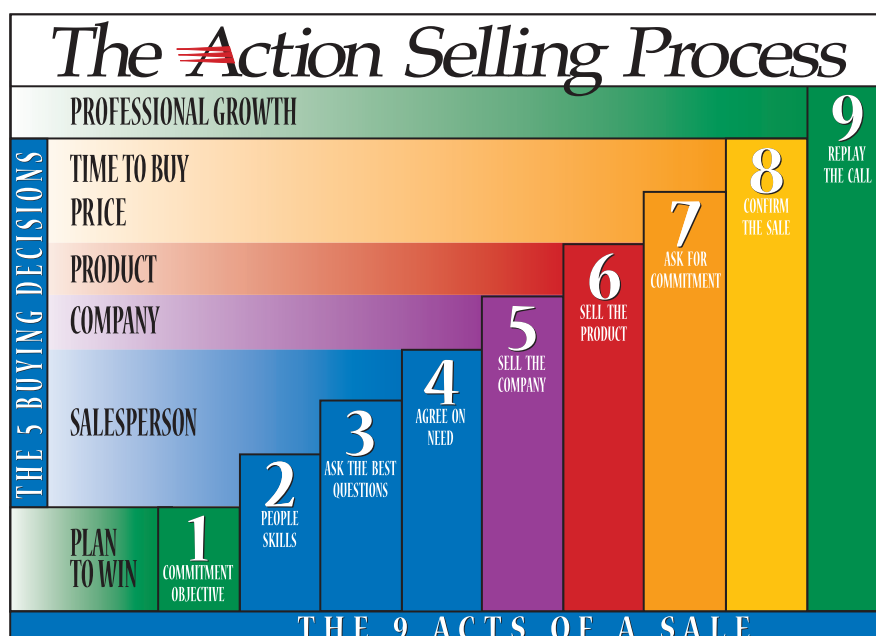 The Action Selling Process
PROFESSIONAL GROWTH
THE 5 BUYING DECISIONS
TIME TO BUY
PRICE
PRODUCT
COMPANY
SALESPERSON
PLAN
TO WIN
1
COMMITMENT
OBJECTIVE
2
PEOPLE
SKILLS
3
ASK THE BEST
QUESTIONS
4
AGREE ON
NEED
5
SELL THE
COMPANY
6
SELL THE
PRODUCT
7
ASK FOR
COMMITMENT
8
CONFIRM
THE SALE
9
REPLAY
THE CALL
THE 9 ACTS OF A SALE